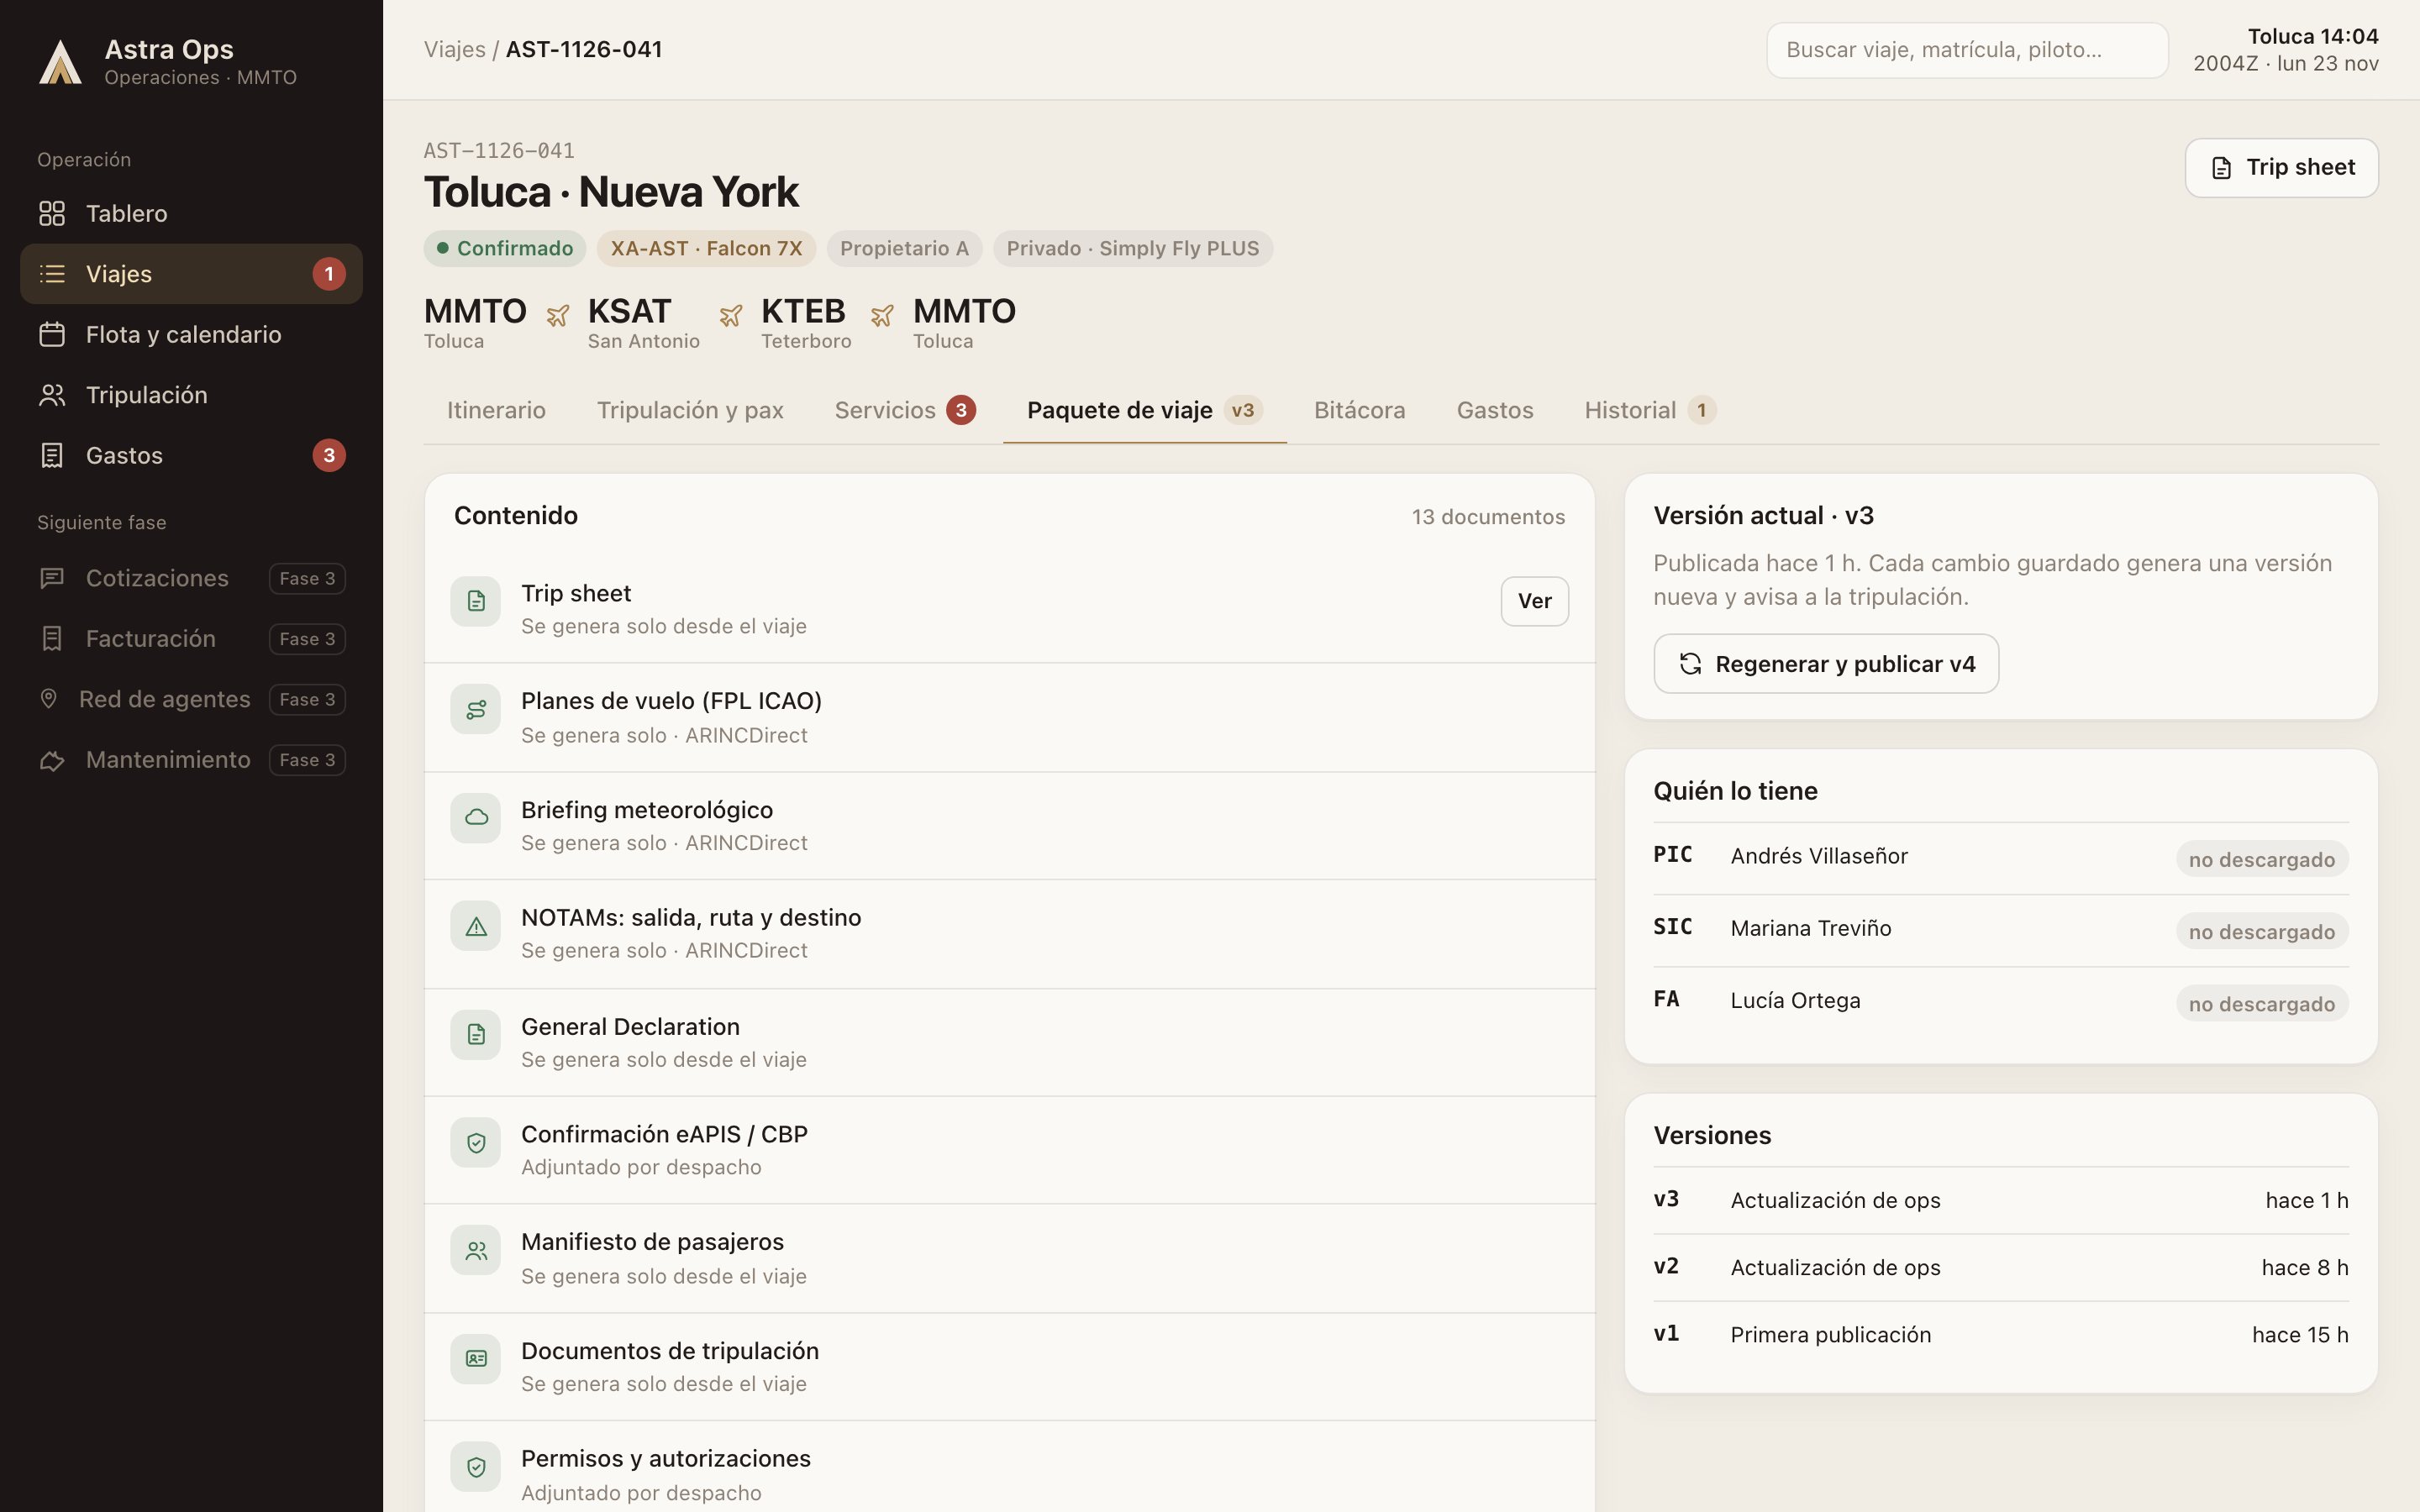 Astra Ops
Operaciones · MMTO
Operación
Tablero
Viajes 1
Flota y calendario
Tripulación
Gastos 3
Siguiente fase
Cotizaciones Fase 3
Facturación Fase 3
Red de agentes Fase 3
Mantenimiento Fase 3
Viajes / AST-1126-041
Buscar viaje, matrícula, piloto...
Toluca 14:04
2004Z · lun 23 nov
AST-1126-041
Toluca · Nueva York
Trip sheet
Confirmado XA-AST · Falcon 7X Propietario A Privado · Simply Fly PLUS
MMTO KSAT KTEB MMTO
Toluca San Antonio Teterboro Toluca
Itinerario Tripulación y pax Servicios 3 Paquete de viaje v3 Bitácora Gastos Historial 1
Contenido 13 documentos
Trip sheet
Se genera solo desde el viaje
Ver
Planes de vuelo (FPL ICAO)
Se genera solo · ARINCDirect
Briefing meteorológico
Se genera solo · ARINCDirect
NOTAMs: salida, ruta y destino
Se genera solo · ARINCDirect
General Declaration
Se genera solo desde el viaje
Confirmación eAPIS / CBP
Adjuntado por despacho
Manifiesto de pasajeros
Se genera solo desde el viaje
Documentos de tripulación
Se genera solo desde el viaje
Permisos y autorizaciones
Adjuntado por despacho
Versión actual · v3
Publicada hace 1 h. Cada cambio guardado genera una versión
nueva y avisa a la tripulación.
Regenerar y publicar v4
Quién lo tiene
PIC Andrés Villaseñor no descargado
SIC Mariana Treviño no descargado
FA Lucía Ortega no descargado
Versiones
v3 Actualización de ops hace 1 h
v2 Actualización de ops hace 8 h
v1 Primera publicación hace 15 h